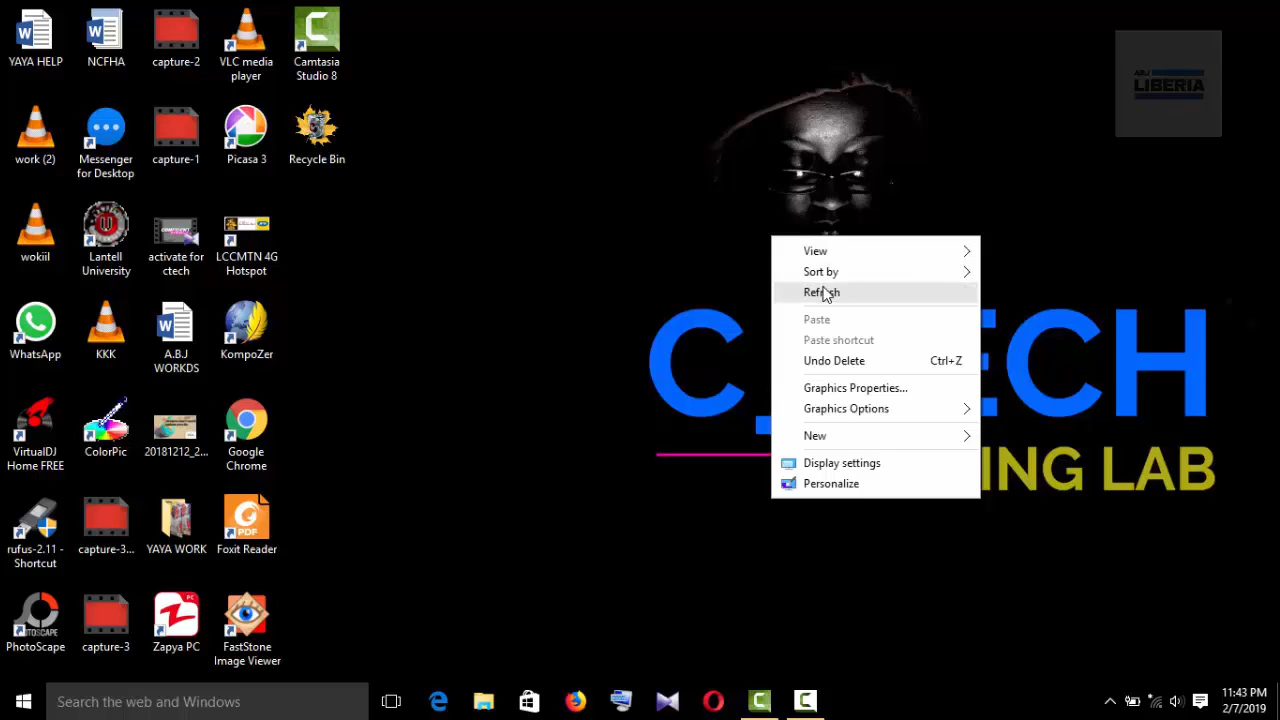 YAYA HELP
NCFHA
capture-2
VLC media
player
Camtasia
Studio 8
work (2)
Messenger
for Desktop
capture-1
Picasa 3
Recycle Bin
wokiil
Lantell
University
activate for
ctech
LCCMTN 4G
Hotspot
WhatsApp
KKK
A.B.J
WORKDS
KompoZer
VirtualDJ
Home FREE
ColorPic
20181212_2...
Google
Chrome
rufus-2.11 -
Shortcut
capture-3...
YAYA WORK
Foxit Reader
PhotoScape
capture-3
Zapya PC
FastStone
Image Viewer
A.B.J
LIBERIA
View
Sort by
Refresh
Paste
Paste shortcut
Undo Delete Ctrl+Z
Graphics Properties...
Graphics Options
New
Display settings
Personalize
C_ ECH
ING LAB
Search the web and Windows
11:43 PM
2/7/2019